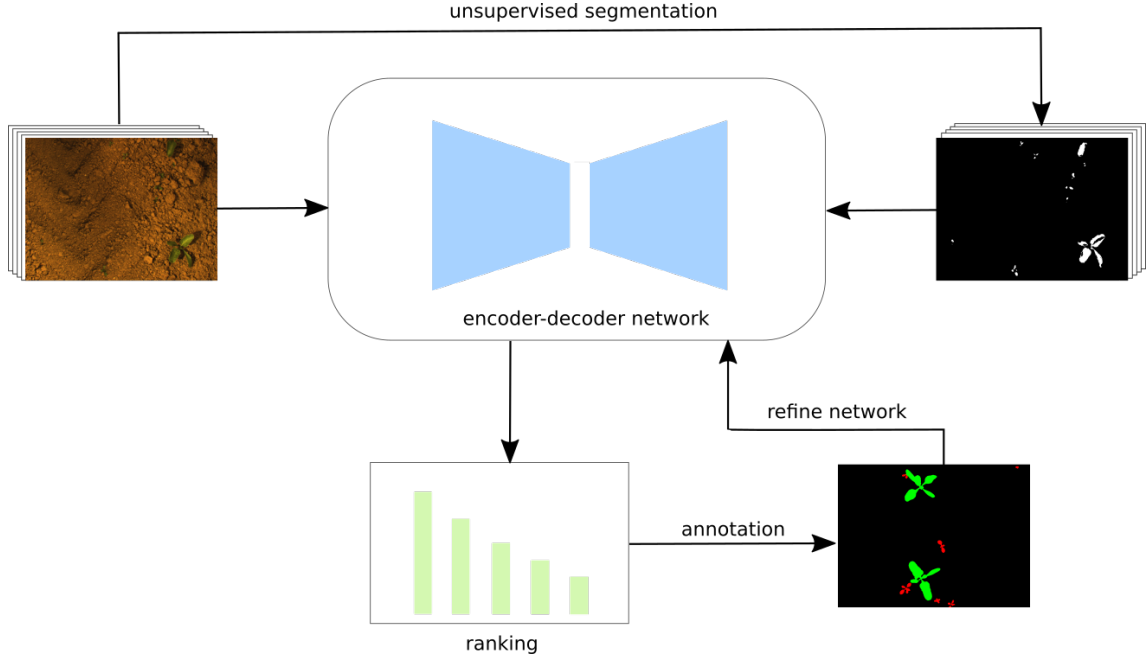 unsupervised segmentation
encoder-decoder network
refine network
annotation
ranking